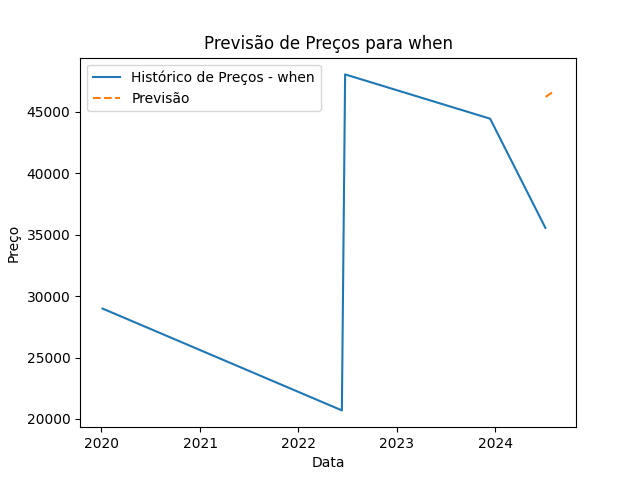 Previsão de Preços para when
Histórico de Preços - when
Previsão
45000
40000
35000
30000
25000
20000
Preço
2020
2021
2022
2023
2024
Data